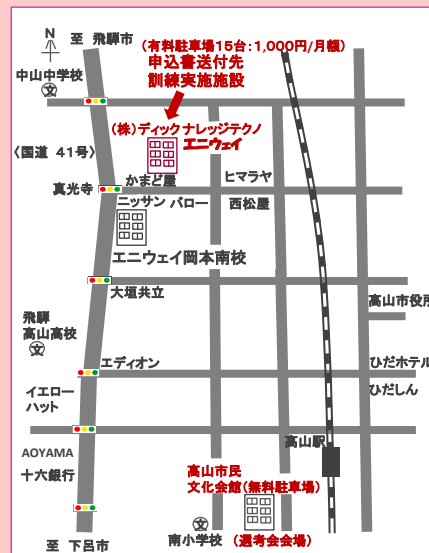 N
至 飛騨市
(有料駐車場15台:1,000円/月額)
申込書送付先
訓練実施施設
中山中学校
文
(株)ディックナレッジテクノ
エニウェイ
〈国道 41号〉
かまど屋
ヒマラヤ
真光寺
ニッサン バロー
西松屋
エニウェイ岡本南校
大垣共立
高山市役所
飛騨
高山高校
文
エディオン
ひだホテル
ひだしん
イエロー
ハット
高山駅
AOYAMA
十六銀行
高山市民
文化会館(無料駐車場)
文
南小学校
(選考会会場)
至 下呂市